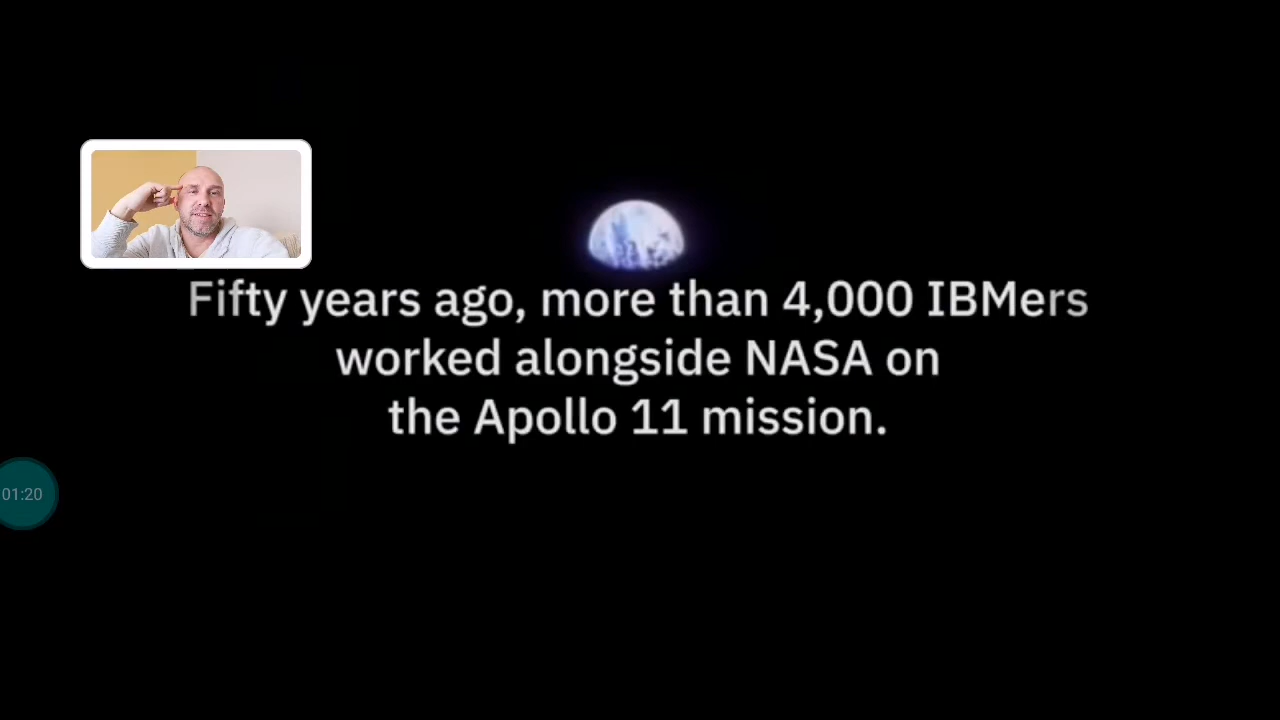 Fifty years ago, more than 4,000 IBMers
worked alongside NASA on
the Apollo 11 mission.
01:20